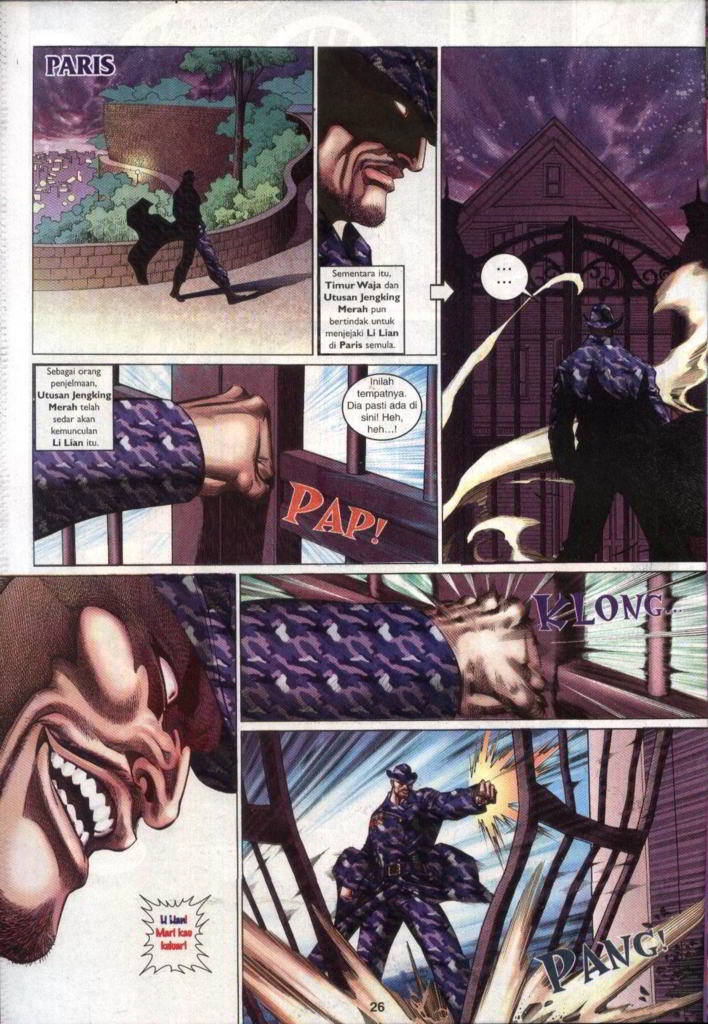 PARIS
Sementara itu,
Timur Waja dan
Utusan Jengking
Merah pun
bertindak untuk
menjejaki Li Lian
di Paris semula.
...
...
Sebagai orang
penjelmaan,
Utusan Jengking
Merah telah
sedar akan
kemunculan
Li Lian itu.
Inilah
tempatnya.
Dia pasti ada di
sini! Heh,
heh...!
PAP!
Li Lian!
Mari kau
keluar!
KLONG...
PANG!
26